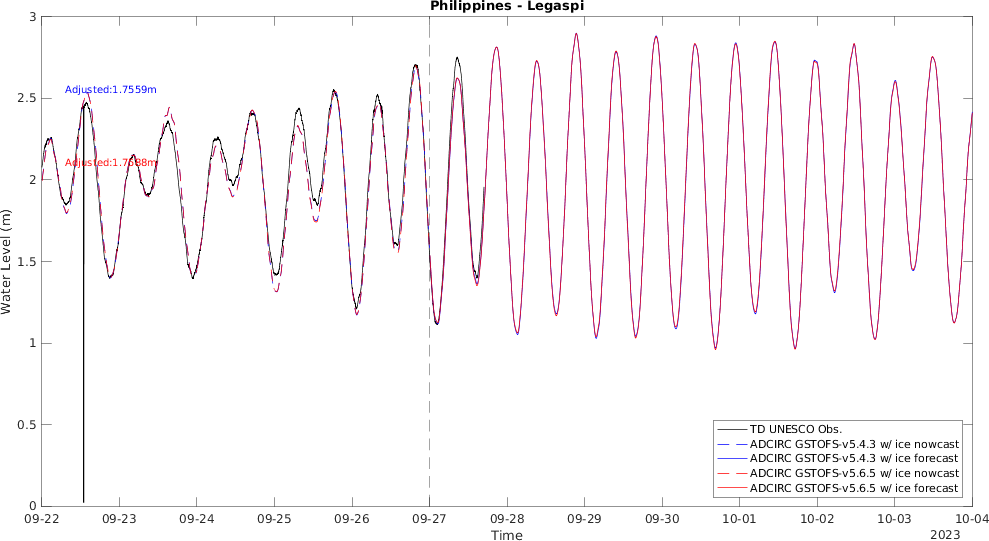 Philippines - Legaspi
Water Level (m)
3
2.5
2
1.5
1
0.5
0
Adjusted:1.7559m
Adjusted:1.7688m
TD UNESCO Obs.
ADCIRC GSTOFS-v5.4.3 w/ ice nowcast
ADCIRC GSTOFS-v5.4.3 w/ ice forecast
ADCIRC GSTOFS-v5.6.5 w/ ice nowcast
ADCIRC GSTOFS-v5.6.5 w/ ice forecast
09-22 09-23 09-24 09-25 09-26 09-27 09-28 09-29 09-30 10-01 10-02 10-03 10-04
Time
2023